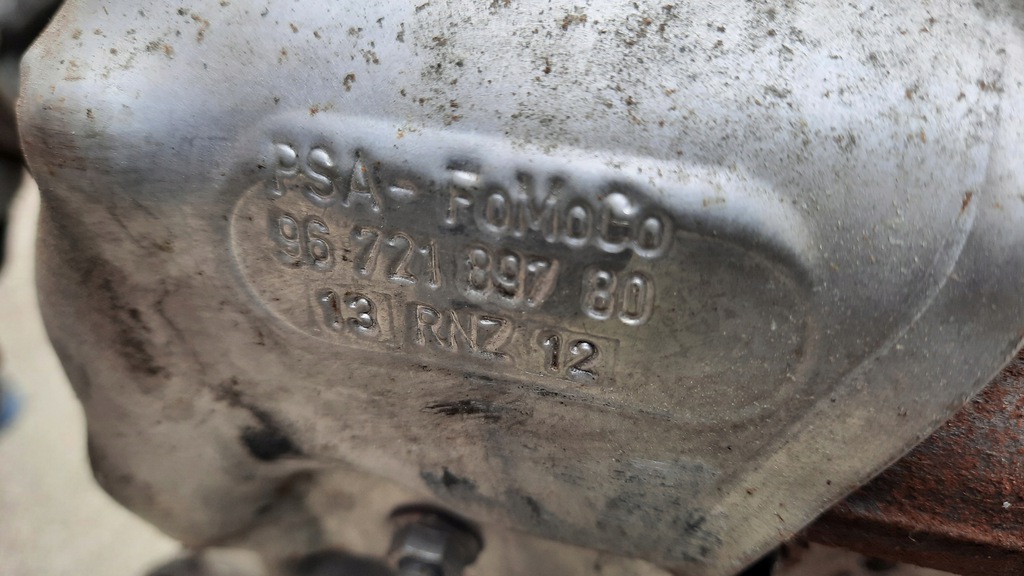 PSA - FoMoCo
96 721 897 80
13 RNZ 12